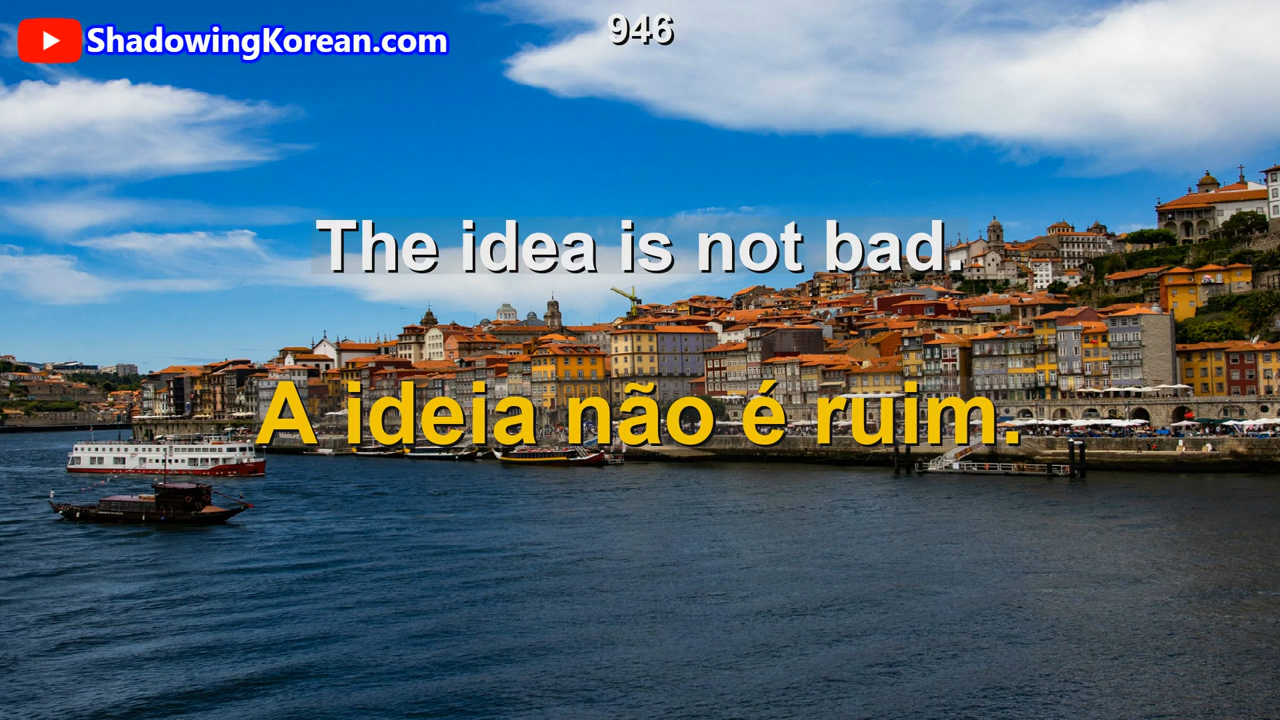 ShadowingKorean.com
946
The idea is not bad.
A ideia não é ruim.